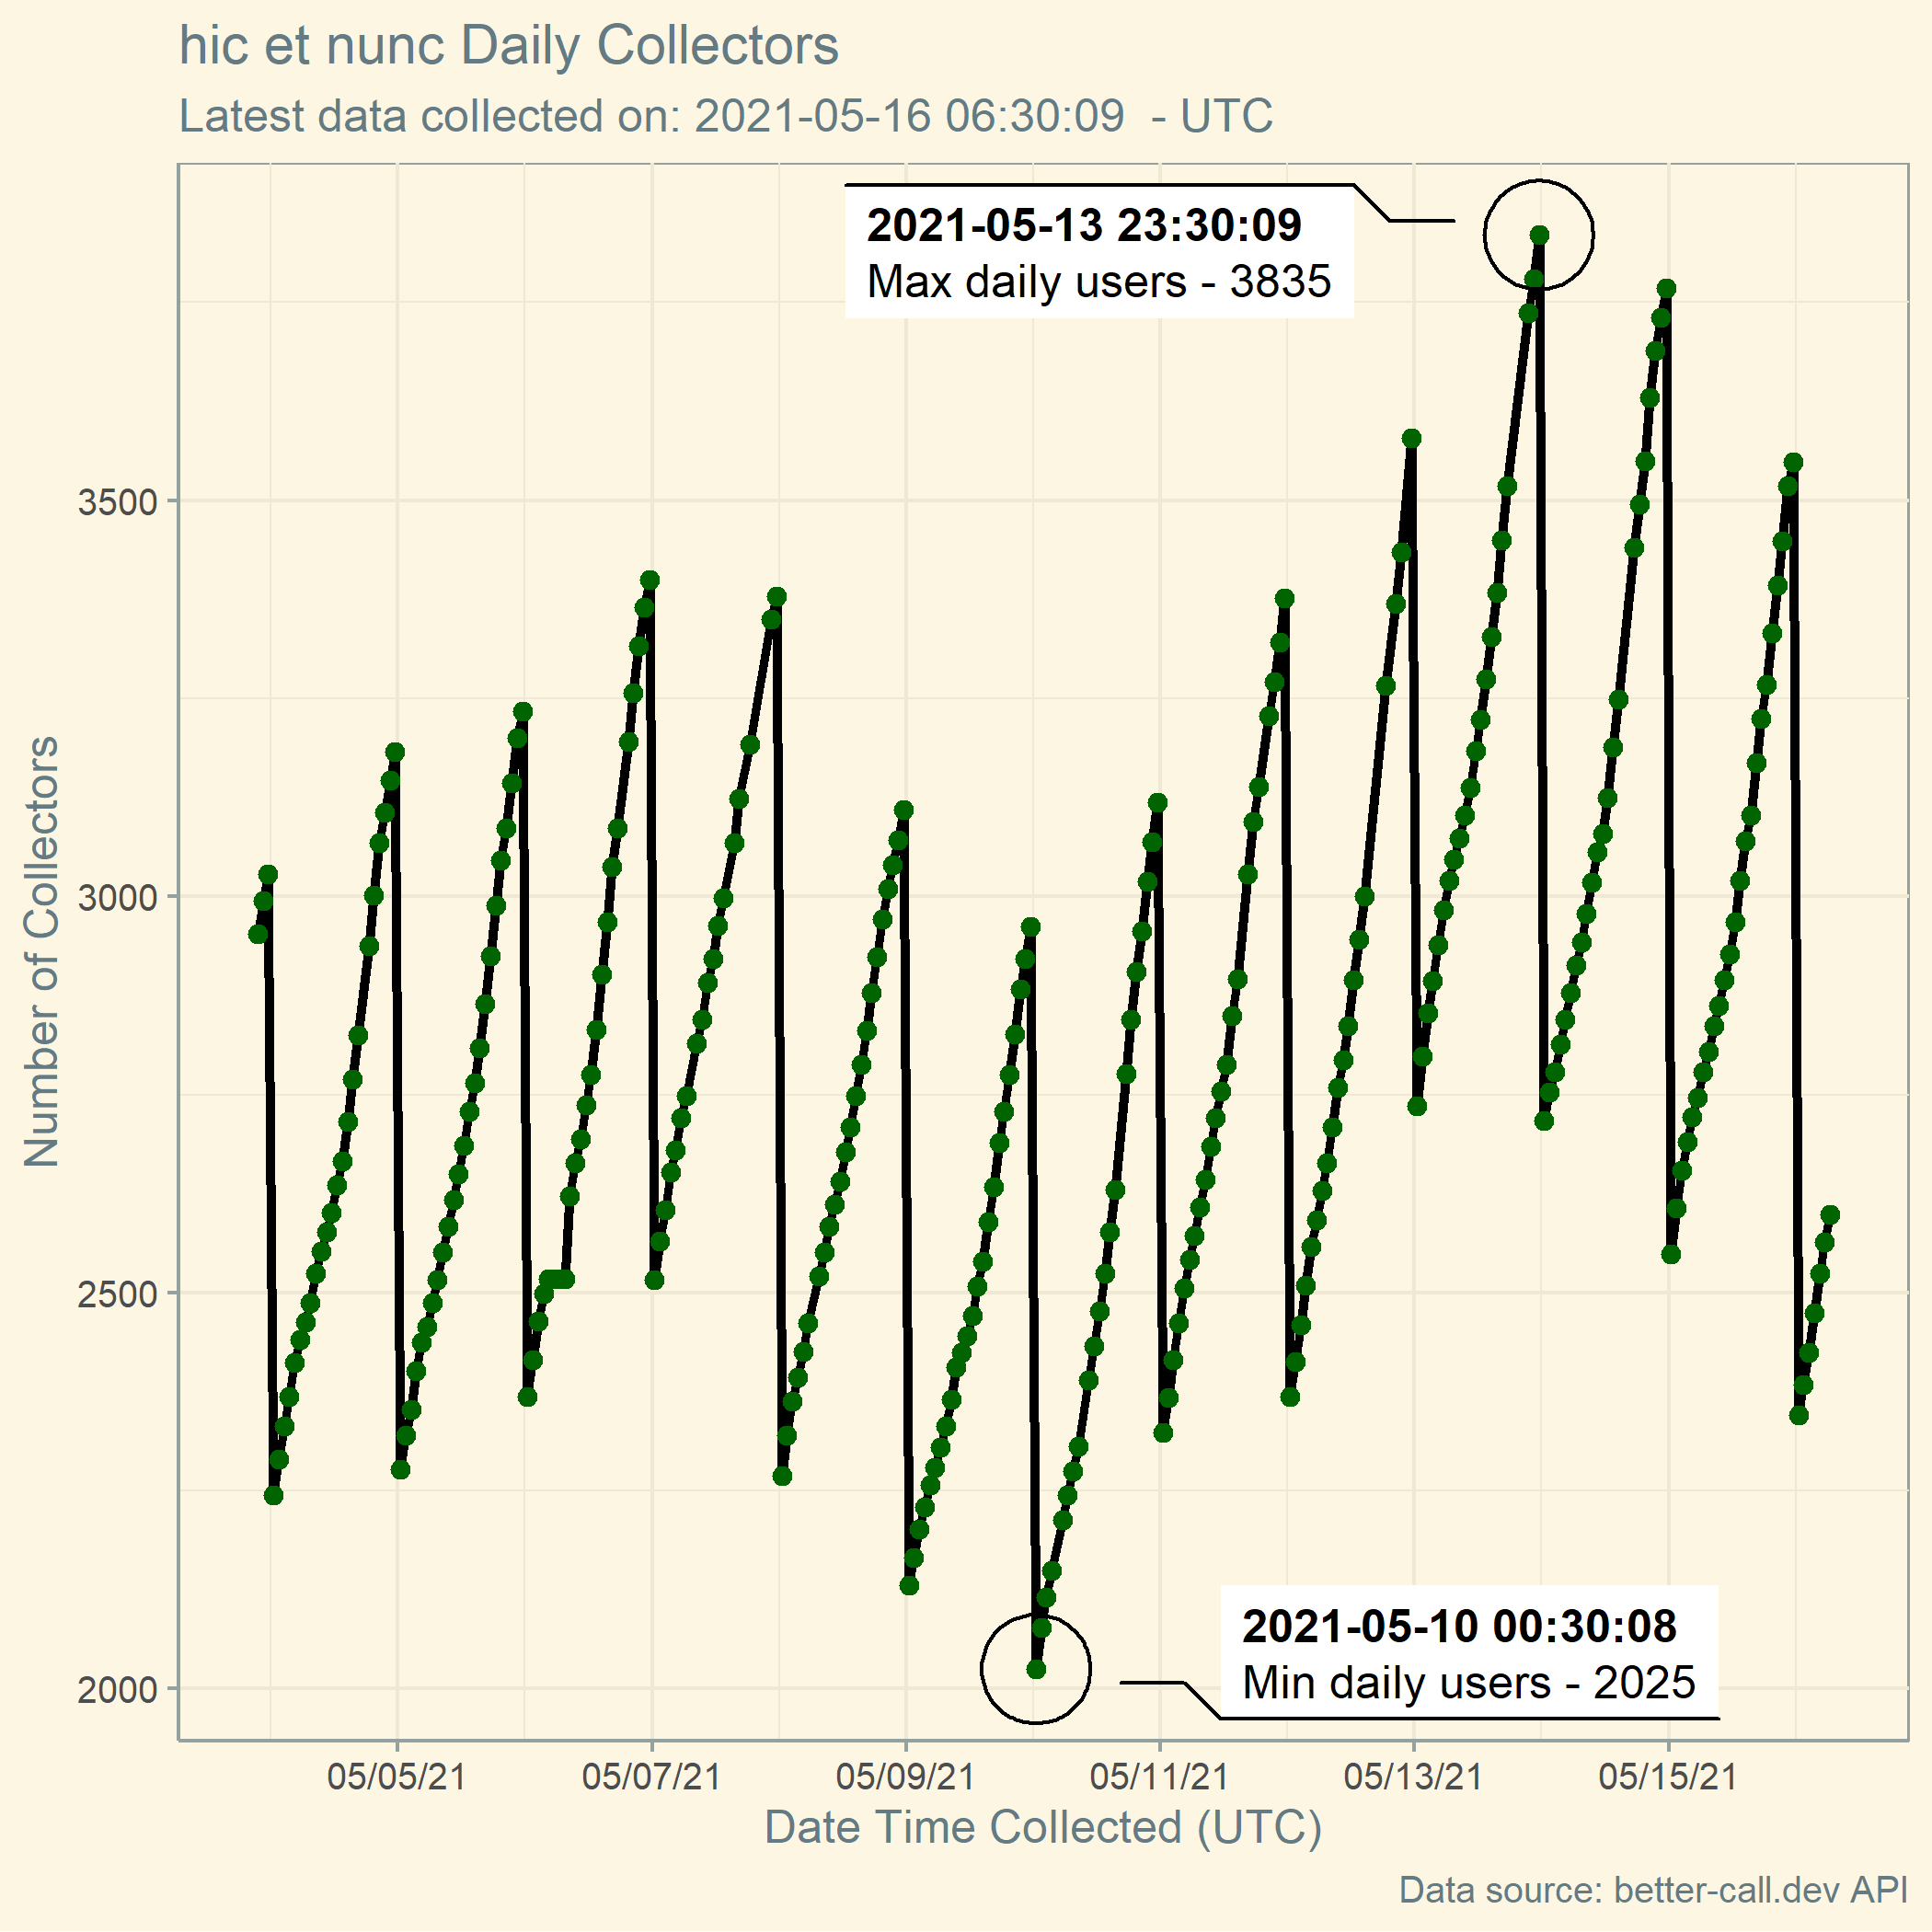 hic et nunc Daily Collectors
Latest data collected on: 2021-05-16 06:30:09  - UTC
2021-05-13 23:30:09
Max daily users - 3835
3500
3000
2500
2000
Number of Collectors
2021-05-10 00:30:08
Min daily users - 2025
05/05/21 05/07/21 05/09/21 05/11/21 05/13/21 05/15/21
Date Time Collected (UTC)
Data source: better-call.dev API